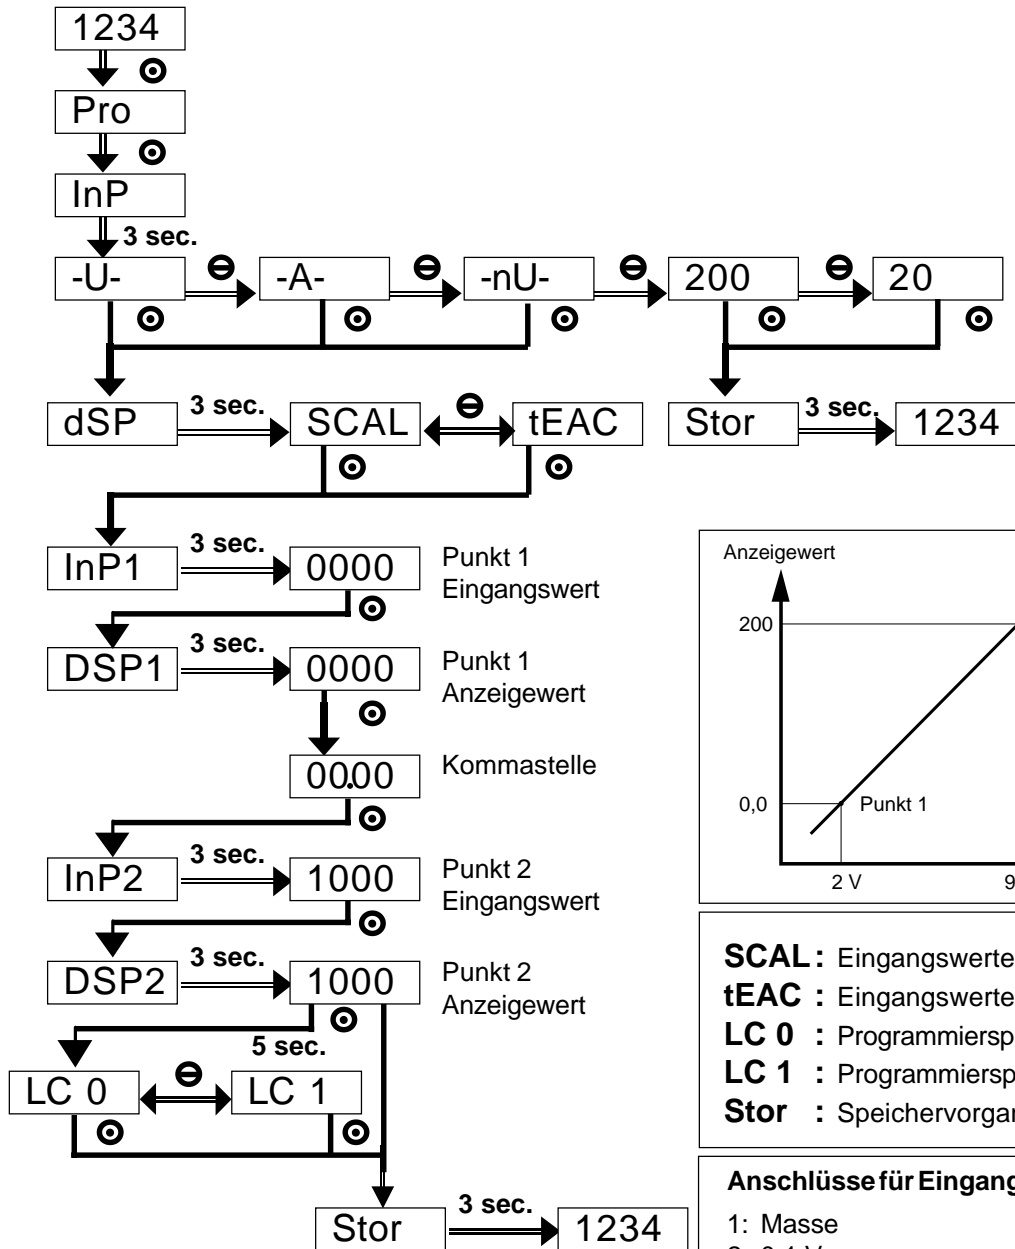 1234
Pro
InP
3 sec.
-U-
-A-
-nU-
200
20
dSP
3 sec.
SCAL
tEAC
Stor
3 sec.
1234
InP1
3 sec.
0000
Punkt 1
Eingangswert
DSP1
3 sec.
0000
Punkt 1
Anzeigewert
00.00
Kommastelle
InP2
3 sec.
1000
Punkt 2
Eingangswert
DSP2
3 sec.
1000
Punkt 2
Anzeigewert
5 sec.
LC 0
LC 1
Stor
3 sec.
1234
Anzeigewert
200
0,0
Punkt 1
2 V
9
SCAL : Eingangswerte
tEAC : Eingangswerte
LC 0 : Programmiersp
LC 1 : Programmiersp
Stor : Speichervorgan
Anschlüsse für Eingang
1: Masse